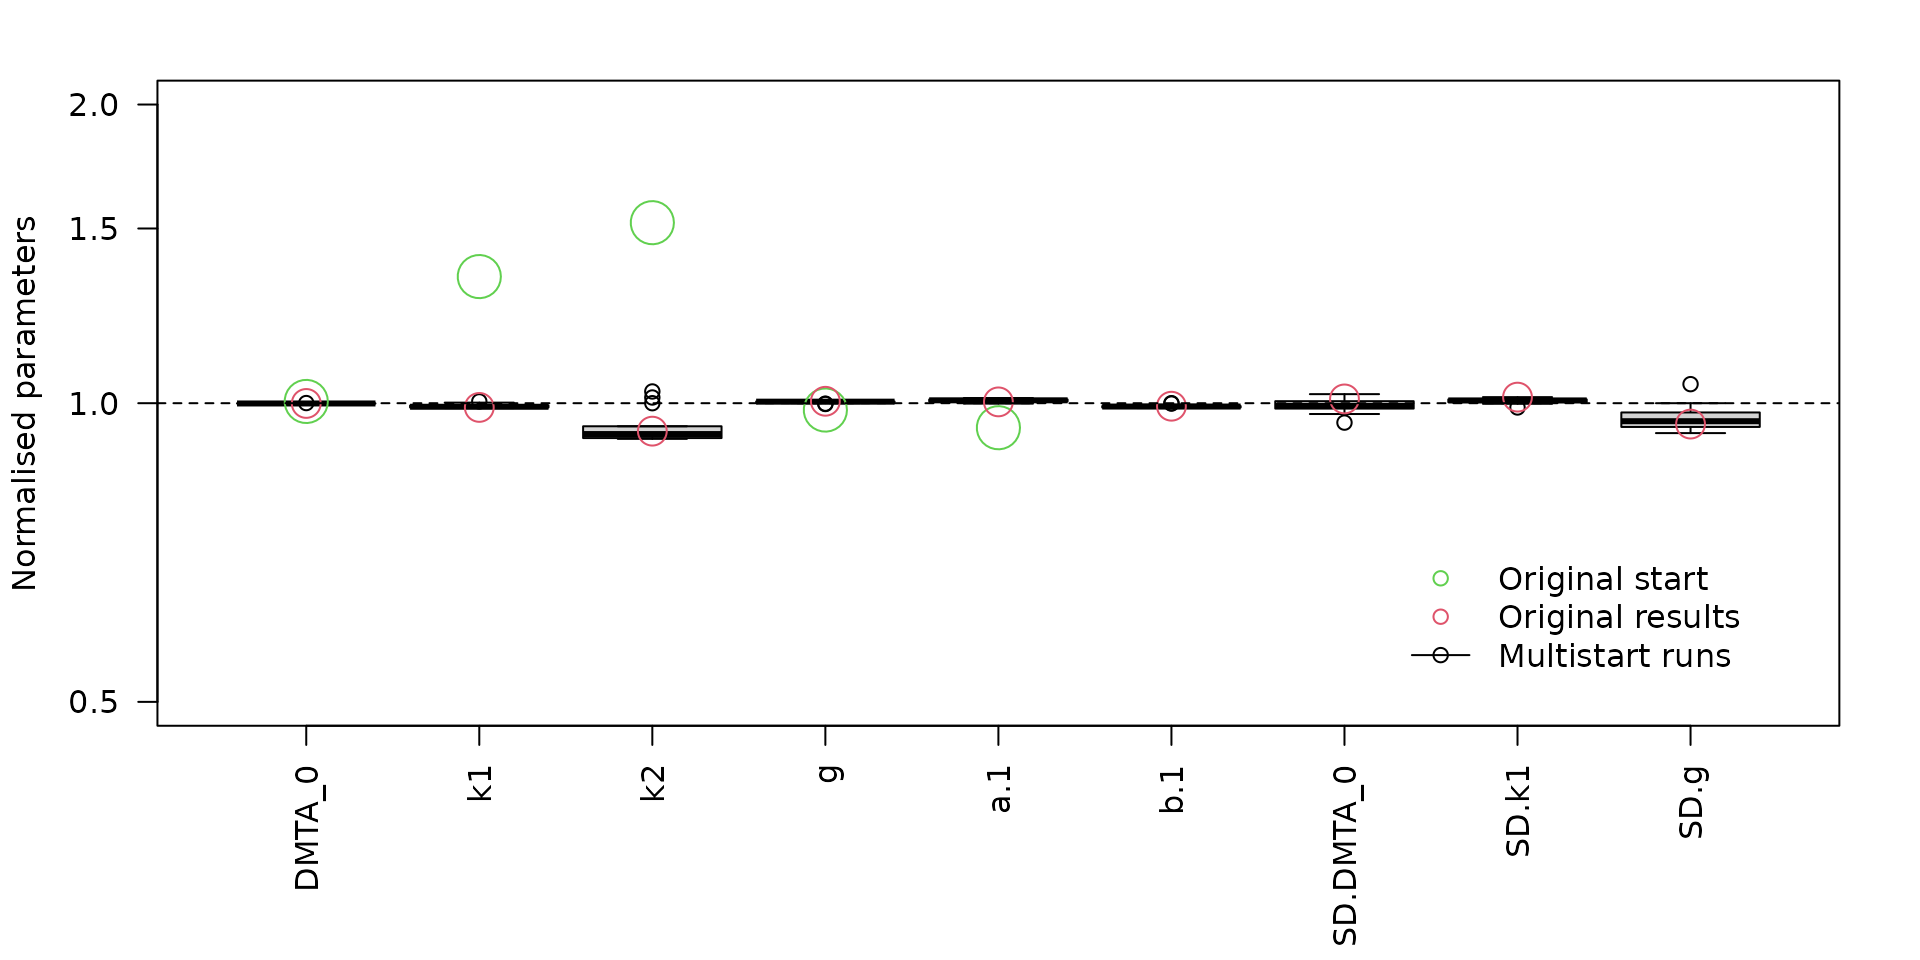 Normalised parameters
2.0
1.5
1.0
0.5
Original start
Original results
Multistart runs
DMTA_0
k1
k2
g
a.1
b.1
SD.DMTA_0
SD.k1
SD.g